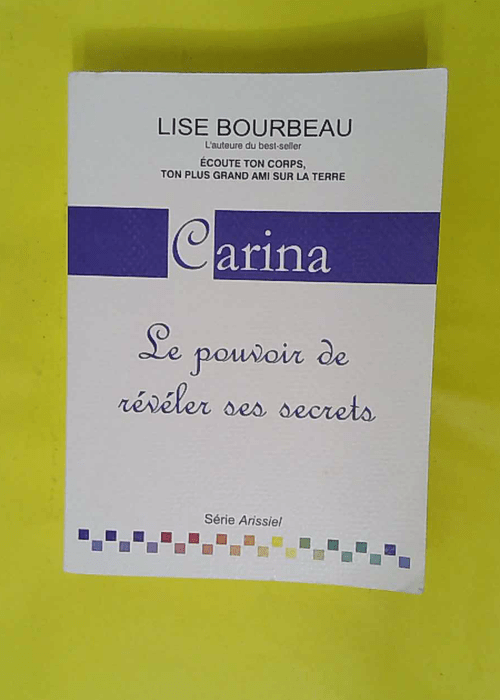 LISE BOURBEAU
L'auteure du best-seller
ÉCOUTE TON CORPS,
TON PLUS GRAND AMI SUR LA TERRE
Carina
Le pouvoir de
révéler ses secrets
Série Arissiel